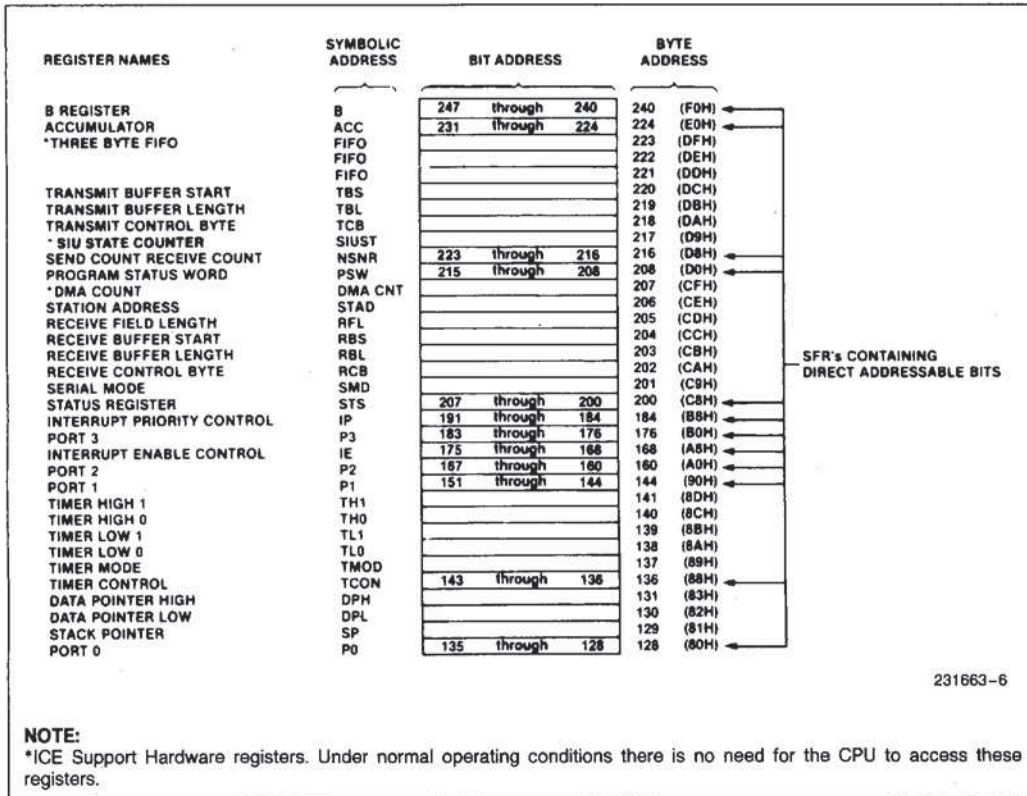 REGISTER NAMES SYMBOLIC ADDRESS BIT ADDRESS BYTE ADDRESS
B REGISTER B 247 through 240 240 (F0H)
ACCUMULATOR ACC 231 through 224 224 (E0H)
*THREE BYTE FIFO FIFO 223 (DFH)
FIFO 222 (DEH)
FIFO 221 (DDH)
TRANSMIT BUFFER START TBS 220 (DCH)
TRANSMIT BUFFER LENGTH TBL 219 (DBH)
TRANSMIT CONTROL BYTE TCB 218 (DAH)
* SIU STATE COUNTER SIUST 217 (D9H)
SEND COUNT RECEIVE COUNT NSNR 223 through 216 216 (D8H)
PROGRAM STATUS WORD PSW 215 through 208 208 (D0H)
*DMA COUNT DMA CNT 207 (CFH)
STATION ADDRESS STAD 206 (CEH)
RECEIVE FIELD LENGTH RFL 205 (CDH)
RECEIVE BUFFER START RBS 204 (CCH)
RECEIVE BUFFER LENGTH RBL 203 (CBH)
RECEIVE CONTROL BYTE RCB 202 (CAH)
SERIAL MODE SMD 201 (C9H)
STATUS REGISTER STS 207 through 200 200 (C8H)
INTERRUPT PRIORITY CONTROL IP 191 through 184 184 (B8H)
PORT 3 P3 183 through 176 176 (B0H)
INTERRUPT ENABLE CONTROL IE 175 through 168 168 (A8H)
PORT 2 P2 167 through 160 160 (A0H)
PORT 1 P1 151 through 144 144 (90H)
TIMER HIGH 1 TH1 141 (8DH)
TIMER HIGH 0 TH0 140 (8CH)
TIMER LOW 1 TL1 139 (8BH)
TIMER LOW 0 TL0 138 (8AH)
TIMER MODE TMOD 137 (89H)
TIMER CONTROL TCON 143 through 136 136 (88H)
DATA POINTER HIGH DPH 131 (83H)
DATA POINTER LOW DPL 130 (82H)
STACK POINTER SP 129 (81H)
PORT 0 P0 135 through 128 128 (80H)
SFR's CONTAINING
DIRECT ADDRESSABLE BITS
231663-6
NOTE:
*ICE Support Hardware registers. Under normal operating conditions there is no need for the CPU to access these
registers.